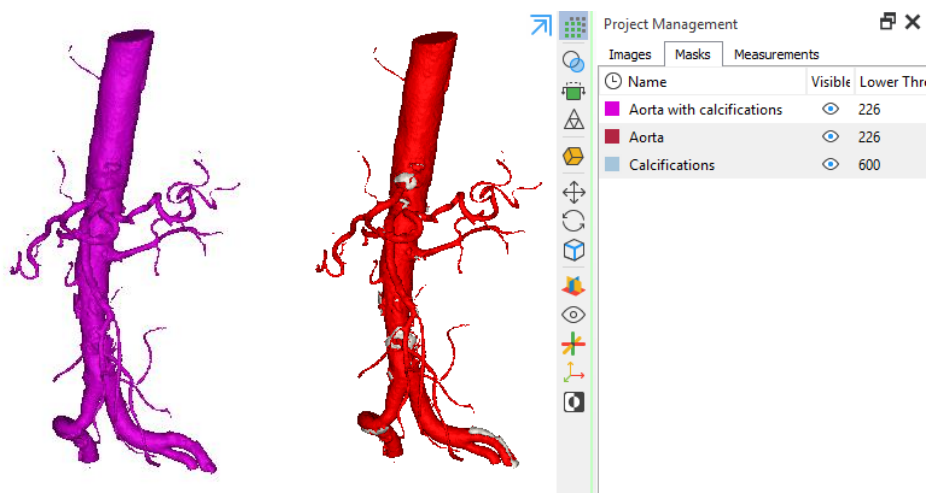 Project Management
Images Masks Measurements
Name Visible Lower Thre
Aorta with calcifications 226
Aorta 226
Calcifications 600